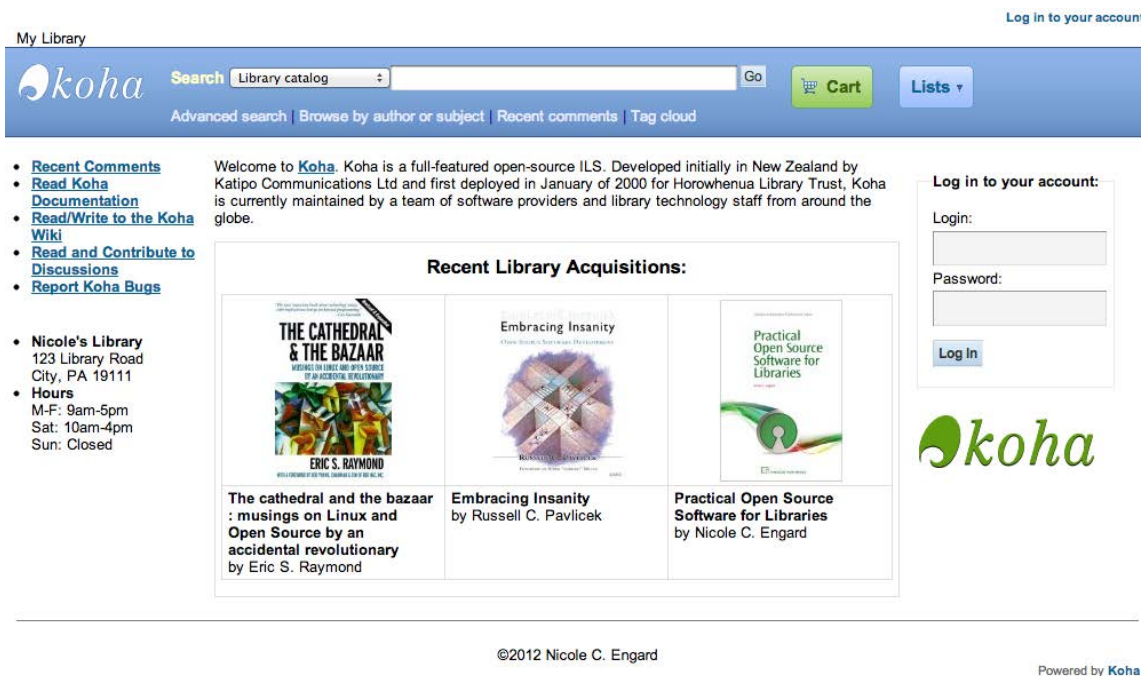 Log in to your account
My Library
koha
Search Library catalog Go Cart Lists
Advanced search | Browse by author or subject | Recent comments | Tag cloud
Recent Comments
Read Koha
Documentation
Read/Write to the Koha
Wiki
Read and Contribute to
Discussions
Report Koha Bugs
Nicole's Library
123 Library Road
City, PA 19111
Hours
M-F: 9am-5pm
Sat: 10am-4pm
Sun: Closed
Welcome to Koha. Koha is a full-featured open-source ILS. Developed initially in New Zealand by
Katipo Communications Ltd and first deployed in January of 2000 for Horowhenua Library Trust, Koha
is currently maintained by a team of software providers and library technology staff from around the
globe.
Recent Library Acquisitions:
THE CATHEDRAL
& THE BAZAAR
MUSINGS ON LINUX AND OPEN SOURCE
BY AN ACCIDENTAL REVOLUTIONARY
ERIC S. RAYMOND
Embracing Insanity
Open Source Software Development
Practical
Open Source
Software for
Libraries
The cathedral and the bazaar
: musings on Linux and
Open Source by an
accidental revolutionary
by Eric S. Raymond
Embracing Insanity
by Russell C. Pavlicek
Practical Open Source
Software for Libraries
by Nicole C. Engard
Log in to your account:
Login:
Password:
Log In
koha
©2012 Nicole C. Engard
Powered by Koha